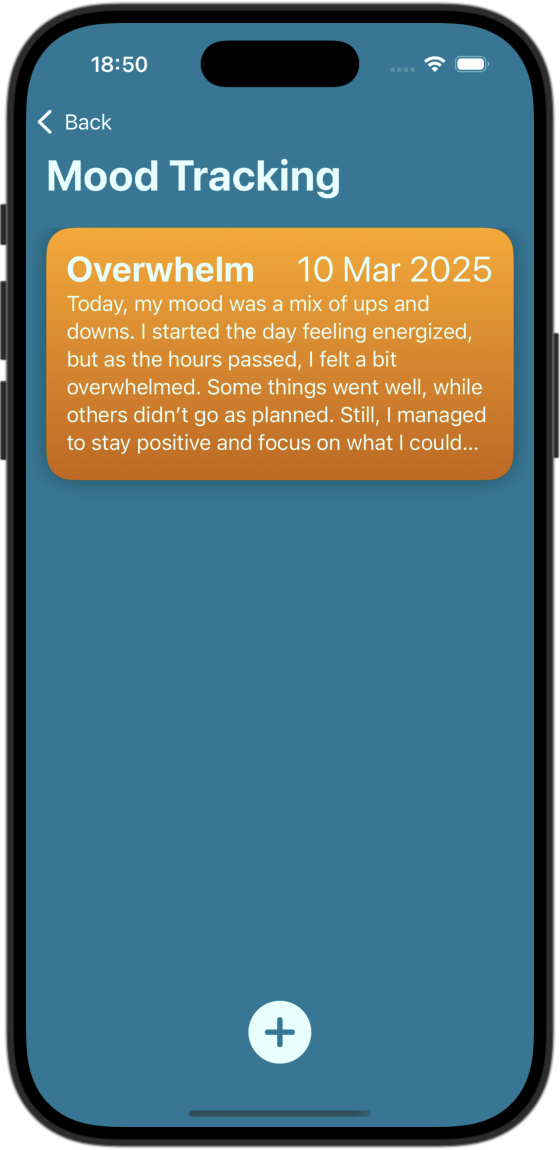 18:50
Back
Mood Tracking
Overwhelm 10 Mar 2025
Today, my mood was a mix of ups and
downs. I started the day feeling energized,
but as the hours passed, I felt a bit
overwhelmed. Some things went well, while
others didn’t go as planned. Still, I managed
to stay positive and focus on what I could...